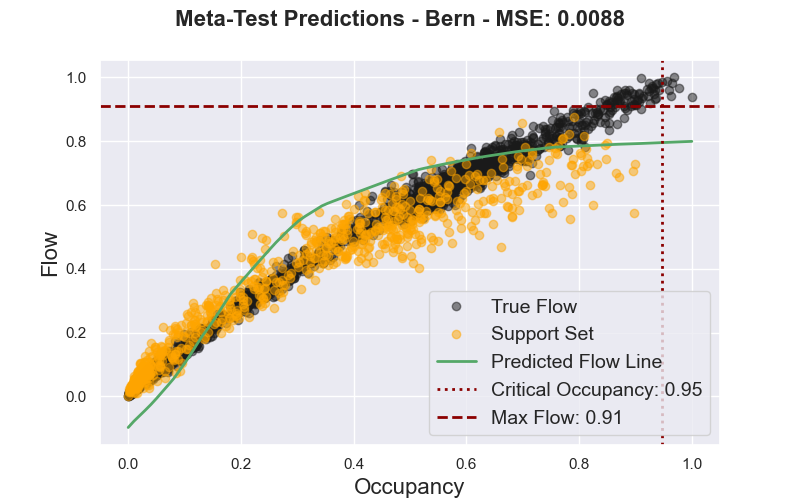 Meta-Test Predictions - Bern - MSE: 0.0088
1.0
0.8
0.6
0.4
0.2
0.0
Flow
True Flow
Support Set
Predicted Flow Line
Critical Occupancy: 0.95
Max Flow: 0.91
0.0 0.2 0.4 0.6 0.8 1.0
Occupancy